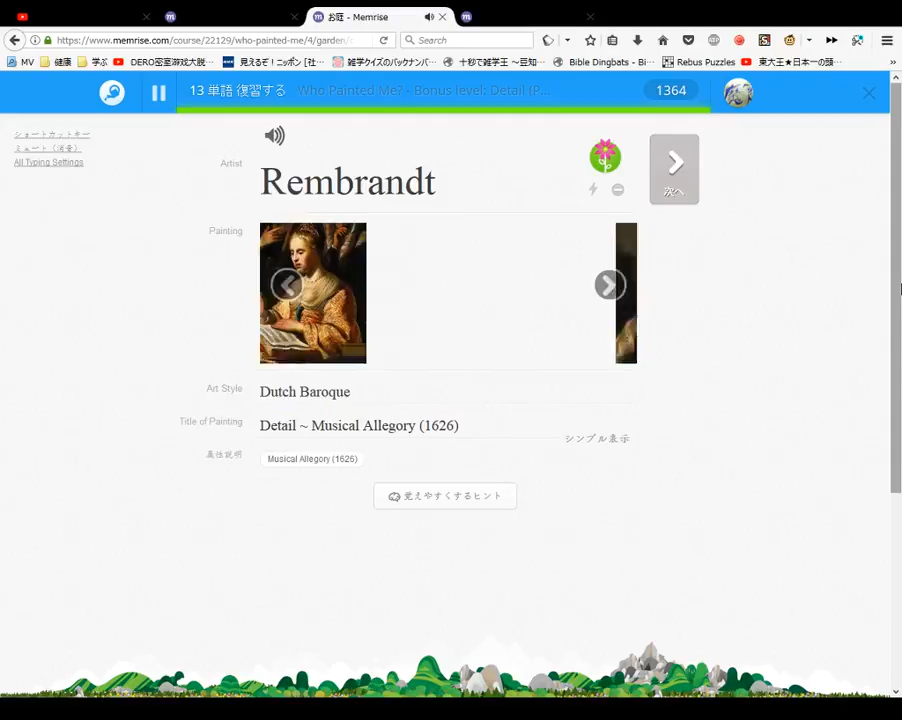 お庭 - Memrise
https://www.memrise.com/course/22129/who-painted-me/4/garden/c
Search
MV
健康
学ぶ
DERO密室游戏大脱…
見えるぞ!ニッポン [社…
雑学クイズのバックナンバ…
十秒で雑学王 ～豆知…
Bible Dingbats - Bi…
Rebus Puzzles
東大王★日本一の頭…
13 単語 復習する
Who Painted Me? - Bonus level: Detail (P...
1364
ショートカットキー
ミュート (消音)
All Typing Settings
Artist
Rembrandt
次へ
Painting
Art Style
Dutch Baroque
Title of Painting
Detail ~ Musical Allegory (1626)
シンプル表示
属性説明
Musical Allegory (1626)
覚えやすくするヒント